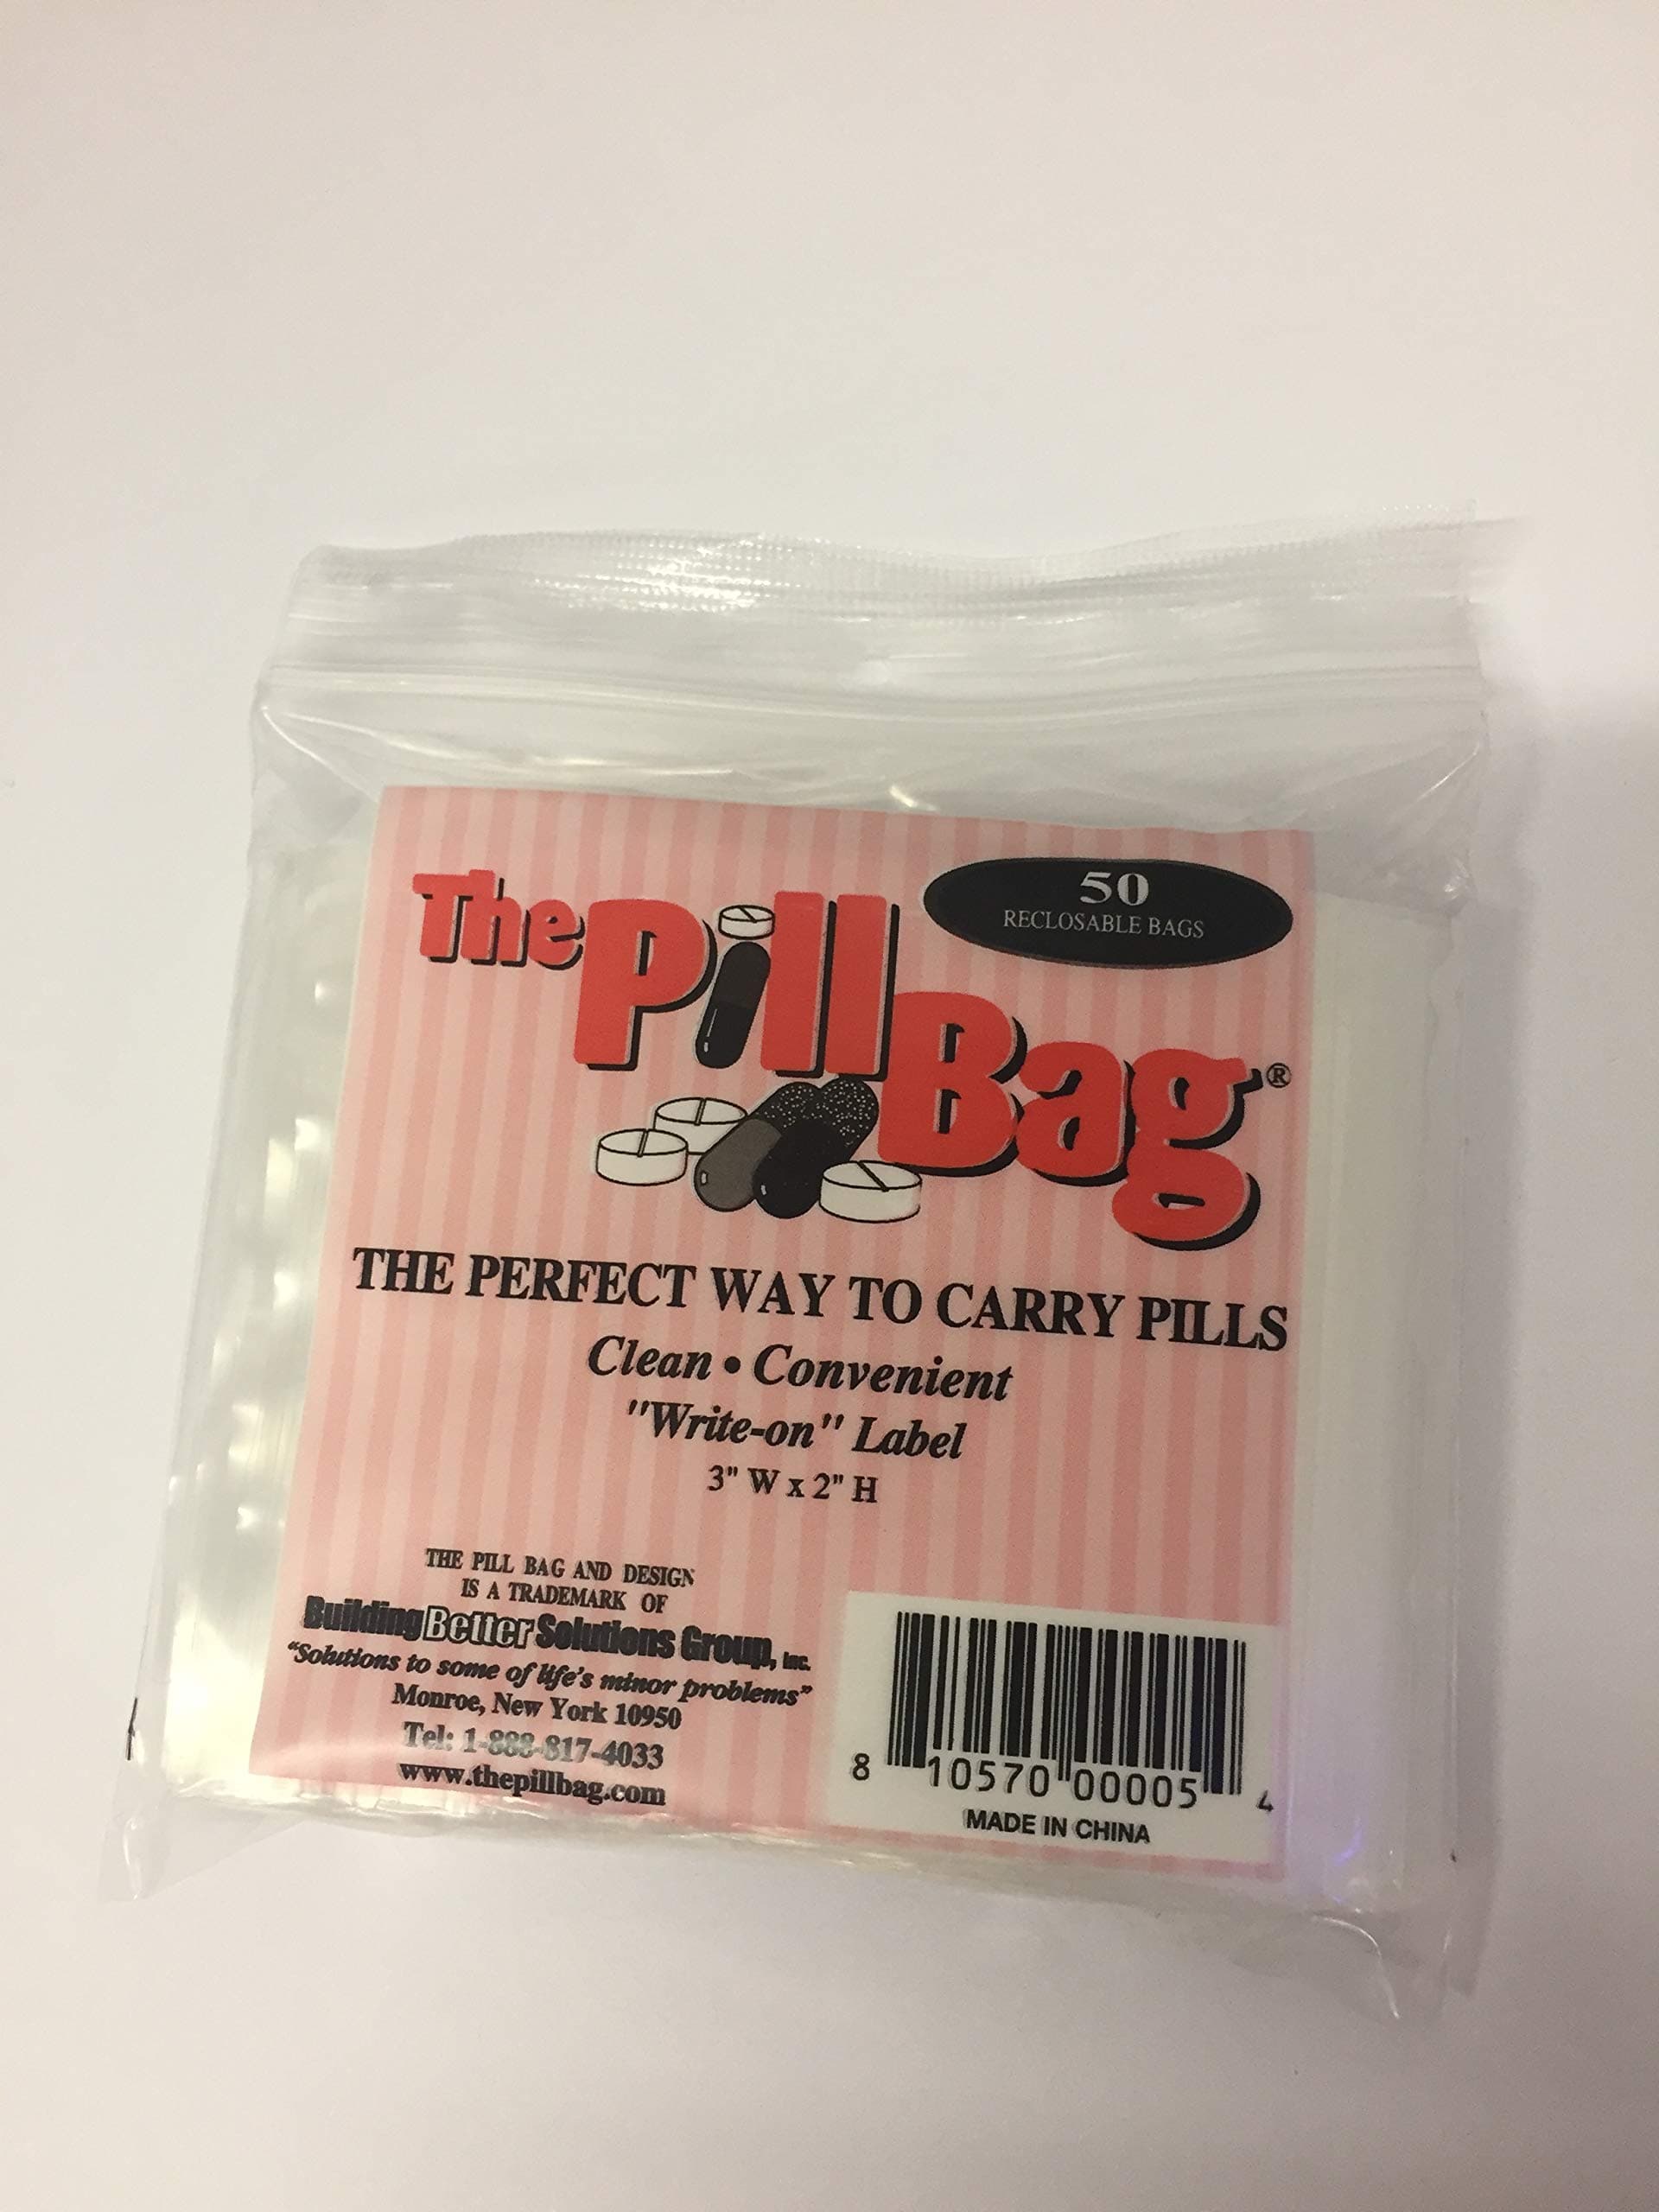 The Pill Bag®
50
RECLOSABLE BAGS
THE PERFECT WAY TO CARRY PILLS
Clean • Convenient
"Write-on" Label
3" W x 2" H
THE PILL BAG AND DESIGN
IS A TRADEMARK OF
Building Better Solutions Group, Inc.
"Solutions to some of life's minor problems"
Monroe, New York 10950
Tel: 1-888-817-4033
www.thepillbag.com
8 10570 00005 4
MADE IN CHINA